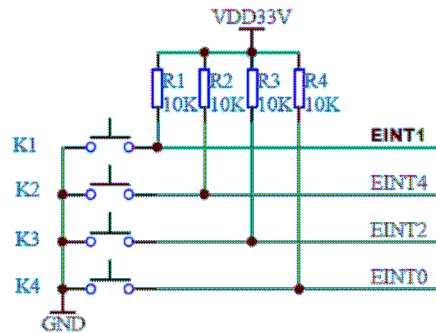 VDD33V
R1 R2 R3 R4
10K 10K 10K 10K
K1 EINT1
K2 EINT4
K3 EINT2
K4 EINT0
GND